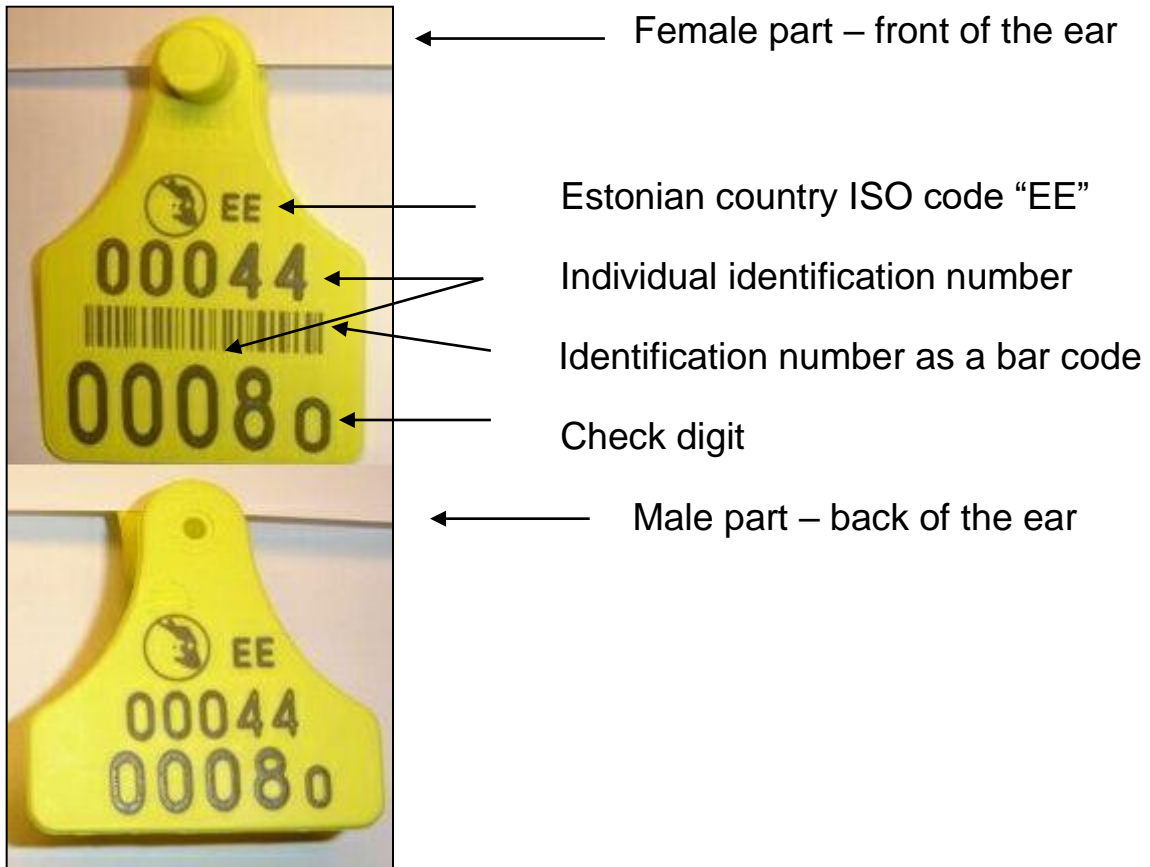 Female part – front of the ear
EE
Estonian country ISO code “EE”
00044
Individual identification number
Identification number as a bar code
00080
Check digit
Male part – back of the ear
EE
00044
00080